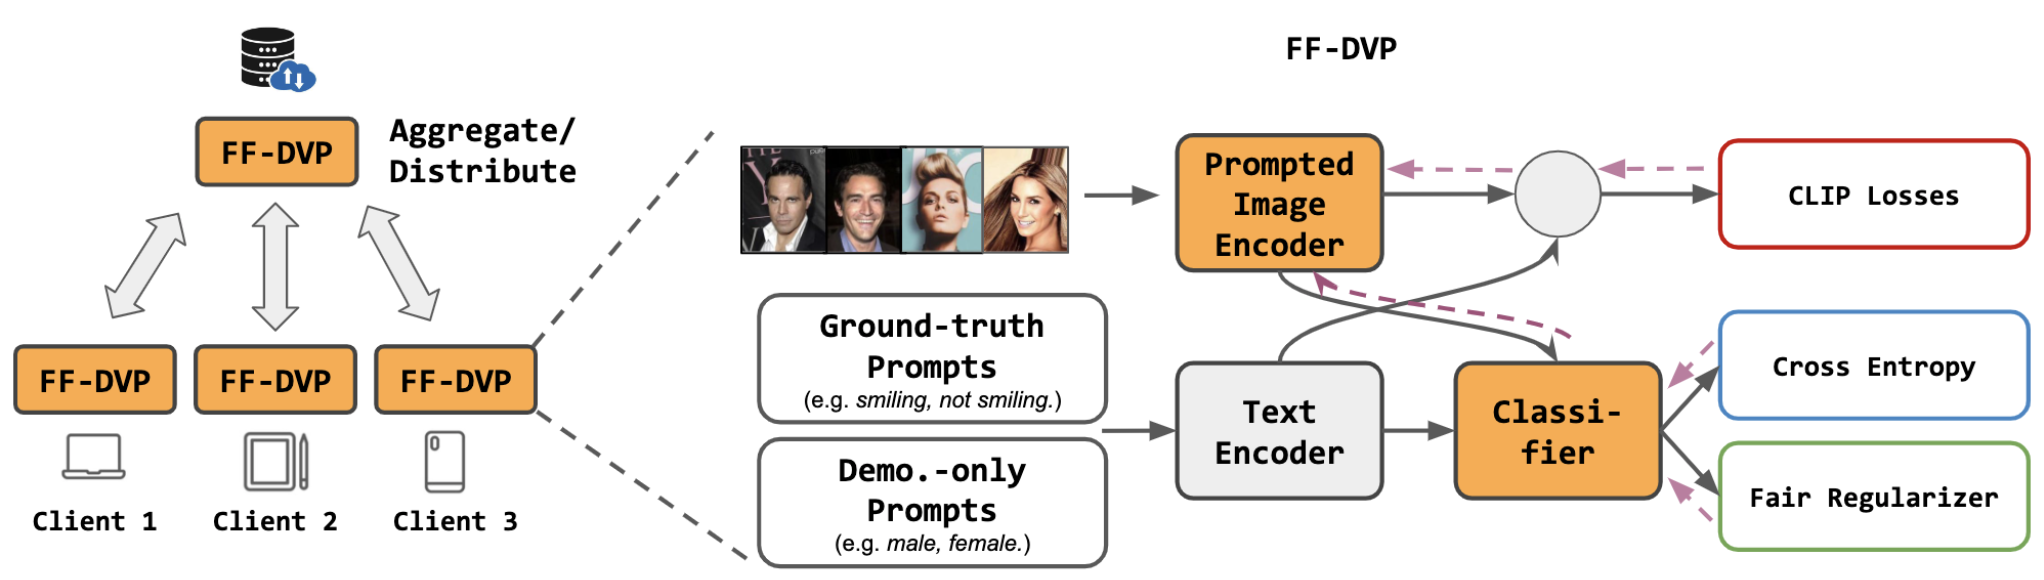 FF-DVP
Aggregate/
Distribute
FF-DVP
FF-DVP
FF-DVP
Client 1
Client 2
Client 3
FF-DVP
Prompted
Image
Encoder
CLIP Losses
Ground-truth
Prompts
(e.g. smiling, not smiling.)
Demo.-only
Prompts
(e.g. male, female.)
Text
Encoder
Classi-
fier
Cross Entropy
Fair Regularizer